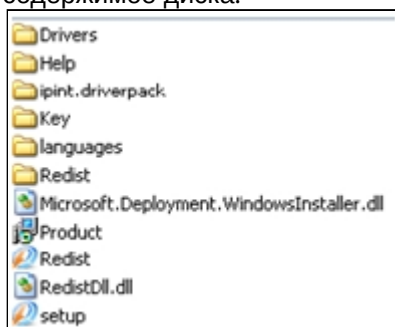 содержимое диска.
Drivers
Help
ipint.driverpack
Key
languages
Redist
Microsoft.Deployment.WindowsInstaller.dll
Product
Redist
RedistDll.dll
setup